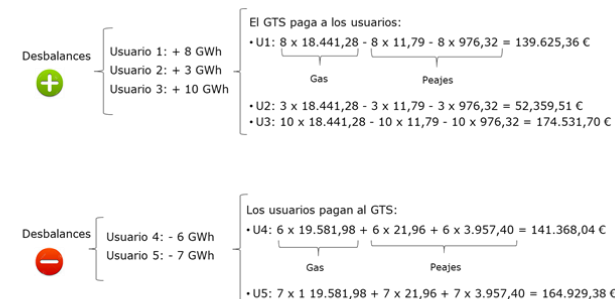 El GTS paga a los usuarios:
Desbalances
Usuario 1: + 8 GWh
Usuario 2: + 3 GWh
Usuario 3: + 10 GWh
• U1: 8 x 18.441,28 - 8 x 11,79 - 8 x 976,32 = 139.625,36 €
Gas
Peajes
• U2: 3 x 18.441,28 - 3 x 11,79 - 3 x 976,32 = 52,359,51 €
• U3: 10 x 18.441,28 - 10 x 11,79 - 10 x 976,32 = 174.531,70 €
Los usuarios pagan al GTS:
Desbalances
Usuario 4: - 6 GWh
Usuario 5: - 7 GWh
• U4: 6 x 19.581,98 + 6 x 21,96 + 6 x 3.957,40 = 141.368,04 €
Gas
Peajes
• U5: 7 x 1 19.581,98 + 7 x 21,96 + 7 x 3.957,40 = 164.929,38 €